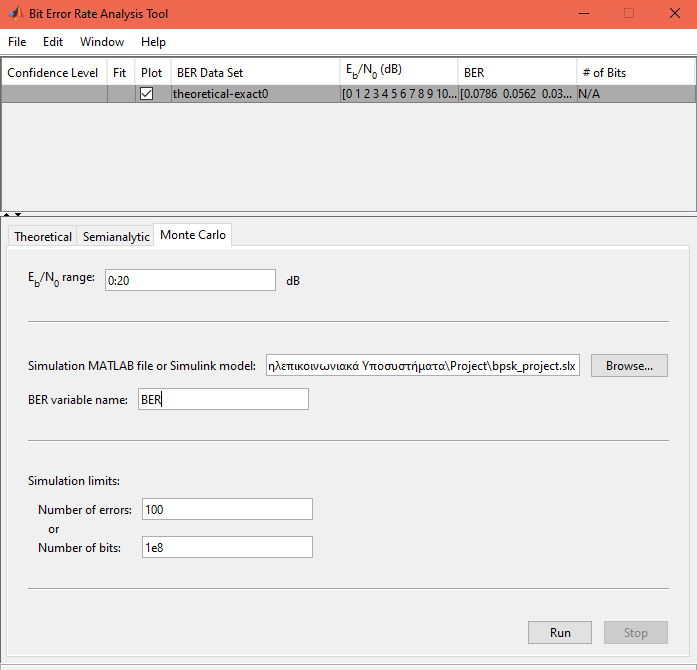 Bit Error Rate Analysis Tool
File Edit Window Help
Confidence Level Fit Plot BER Data Set Eb/N0 (dB) BER # of Bits
theoretical-exact0 [0 1 2 3 4 5 6 7 8 9 10... [0.0786 0.0562 0.03... N/A
Theoretical Semianalytic Monte Carlo
Eb/N0 range: 0:20 dB
Simulation MATLAB file or Simulink model: ηλεπικοινωνιακά Υποσυστήματα\Project\bpsk_project.slx Browse...
BER variable name: BER
Simulation limits:
Number of errors: 100
or
Number of bits: 1e8
Run Stop